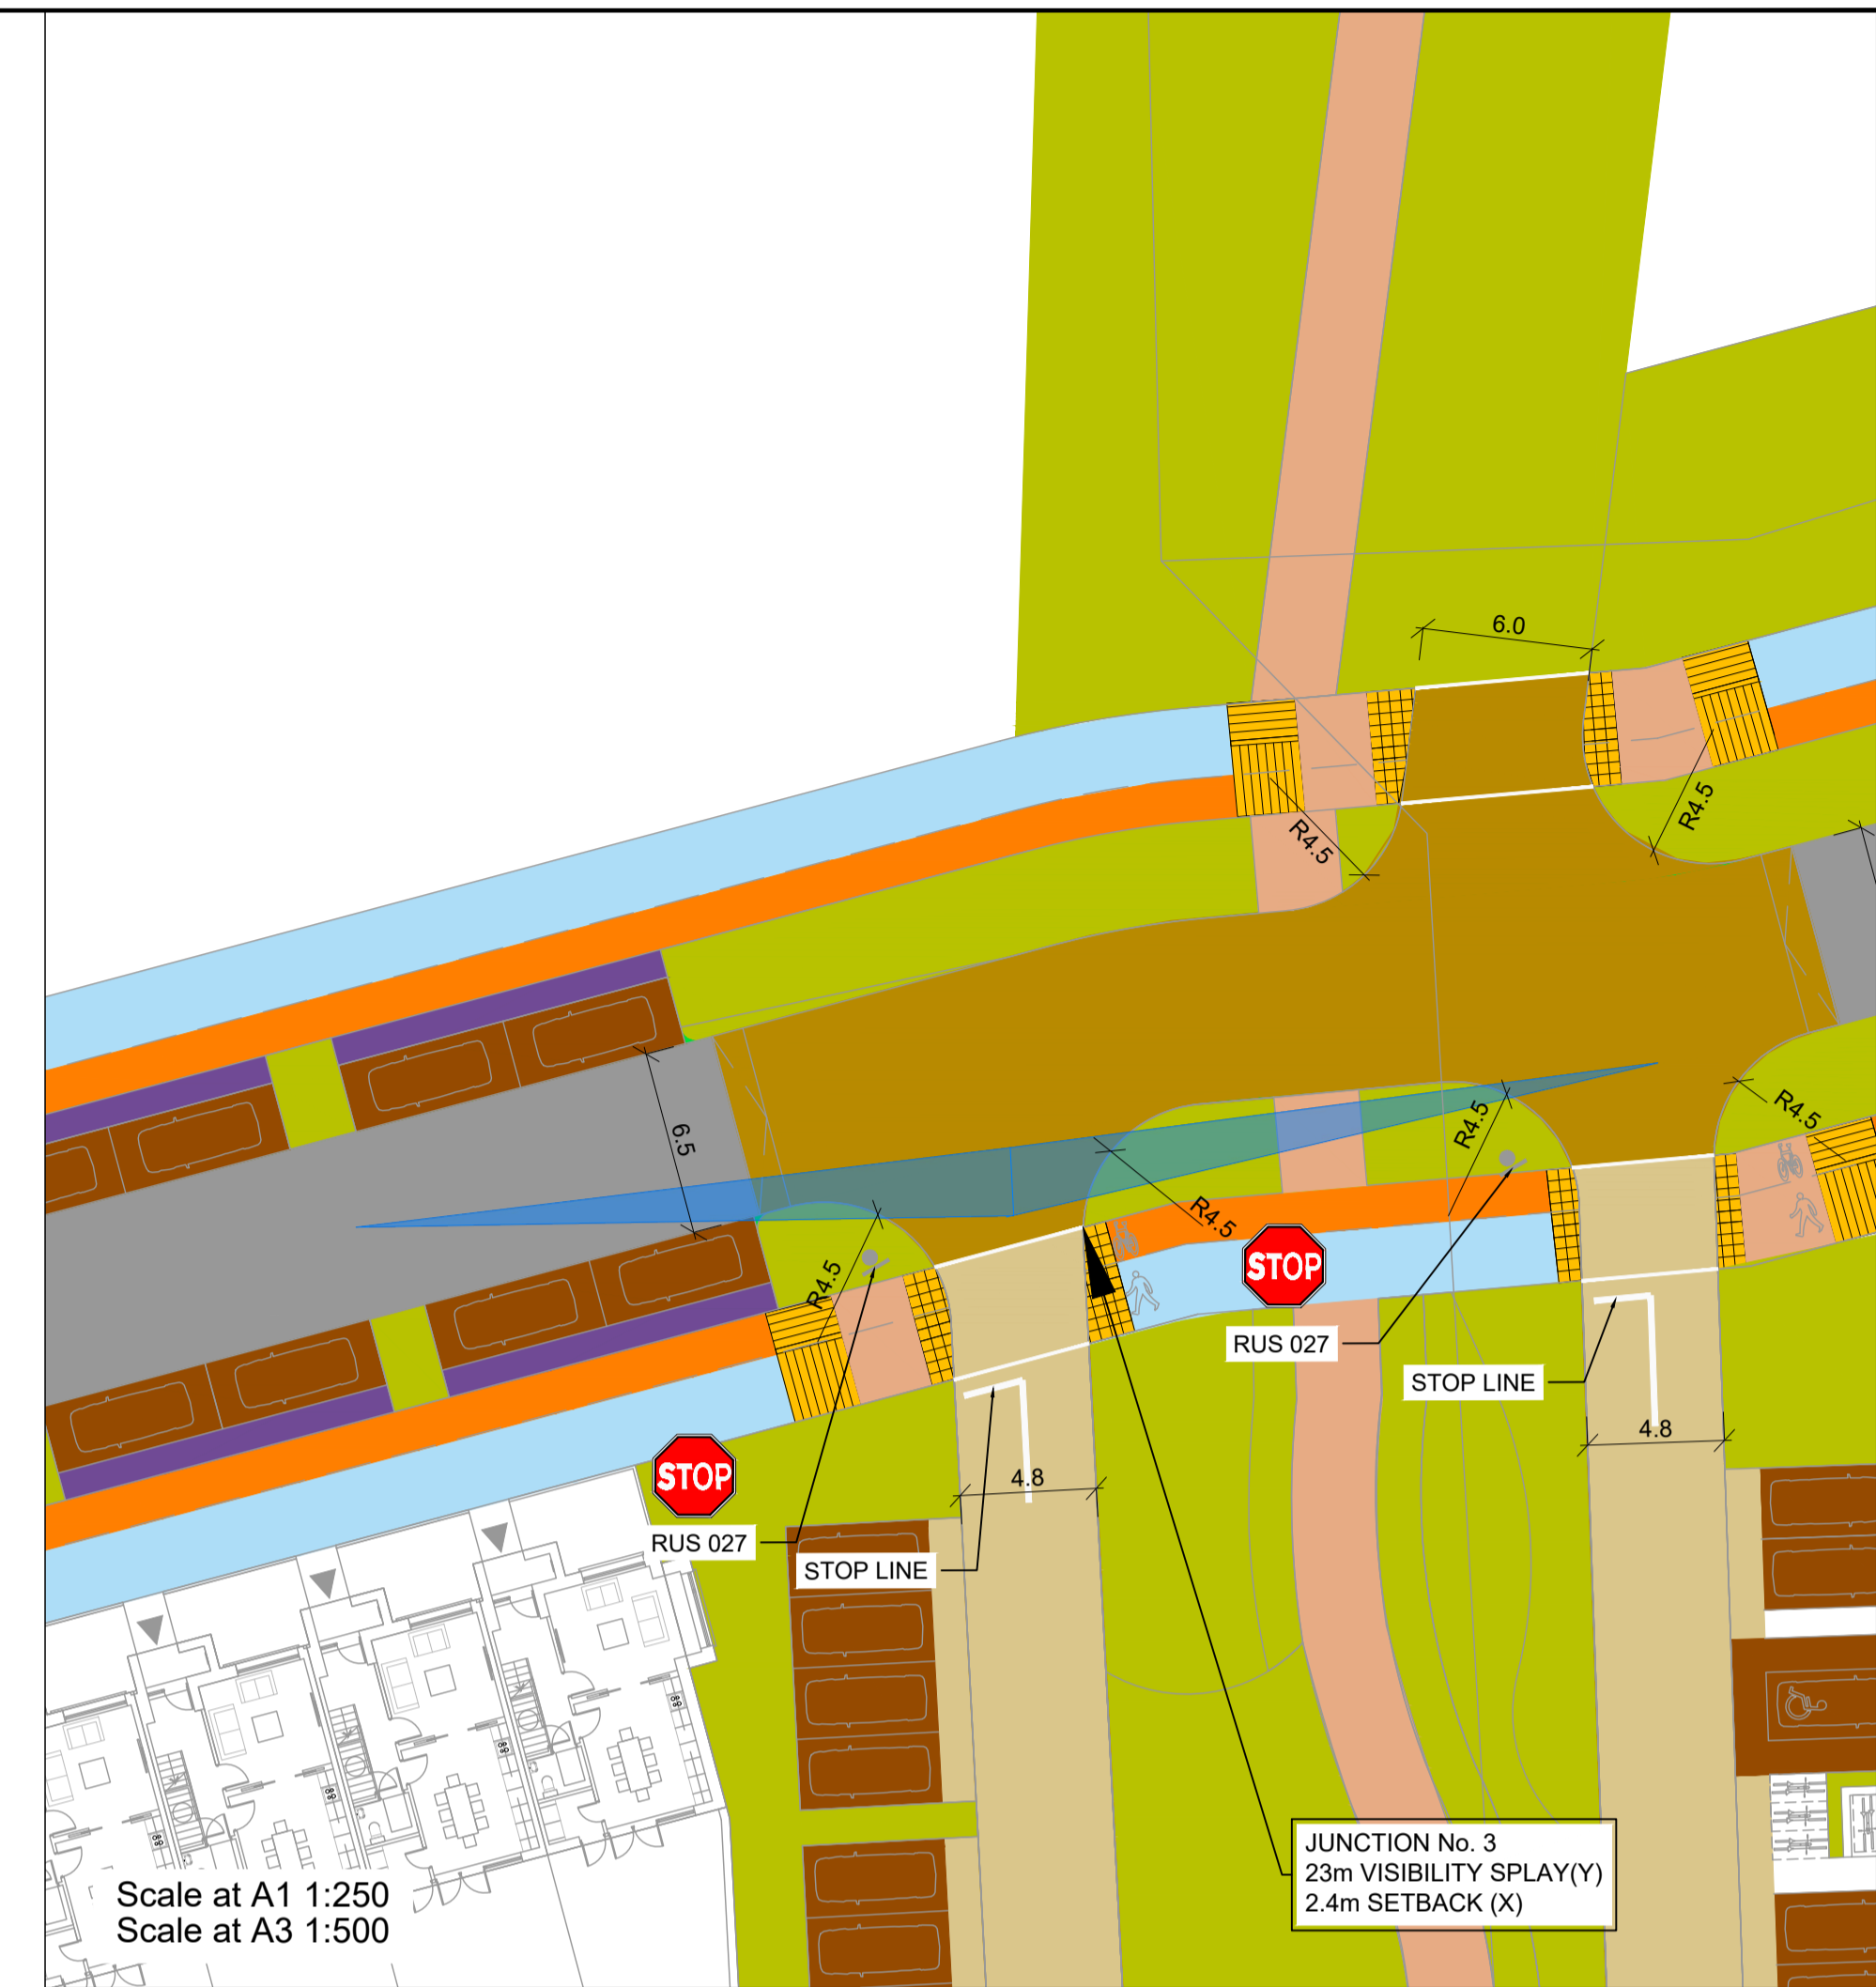 6.0
R4.5
R4.5
6.5
R4.5
R4.5
R4.5
R4.5
STOP
RUS 027
STOP LINE
4.8
STOP
4.8
RUS 027
STOP LINE
JUNCTION No. 3
23m VISIBILITY SPLAY(Y)
2.4m SETBACK (X)
Scale at A1 1:250
Scale at A3 1:500